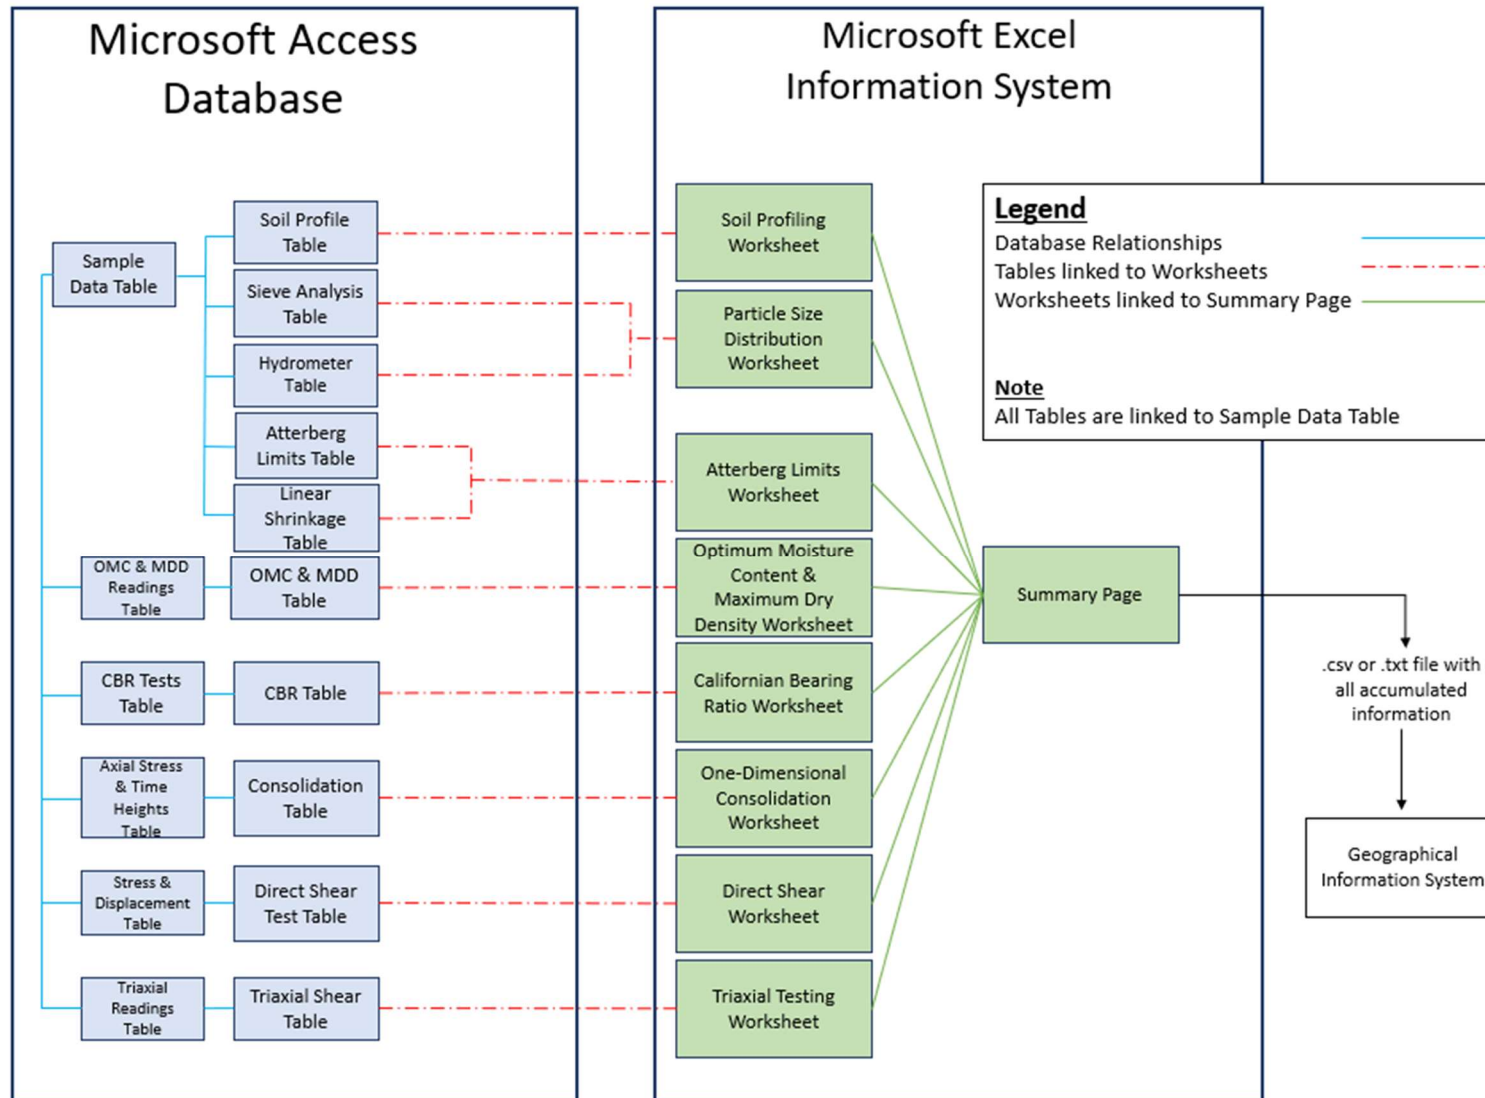 Microsoft Access
Database
Sample
Data Table
Soil Profile
Table
Sieve Analysis
Table
Hydrometer
Table
Atterberg
Limits Table
Linear
Shrinkage
Table
OMC & MDD
Readings
Table
OMC & MDD
Table
CBR Tests
Table
CBR Table
Axial Stress
& Time
Heights
Table
Consolidation
Table
Stress &
Displacement
Table
Direct Shear
Test Table
Triaxial
Readings
Table
Triaxial Shear
Table
Microsoft Excel
Information System
Soil Profiling
Worksheet
Particle Size
Distribution
Worksheet
Atterberg Limits
Worksheet
Optimum Moisture
Content &
Maximum Dry
Density Worksheet
Californian Bearing
Ratio Worksheet
One-Dimensional
Consolidation
Worksheet
Direct Shear
Worksheet
Triaxial Testing
Worksheet
Summary Page
Legend
Database Relationships
Tables linked to Worksheets
Worksheets linked to Summary Page
Note
All Tables are linked to Sample Data Table
.csv or .txt file with
all accumulated
information
Geographical
Information System